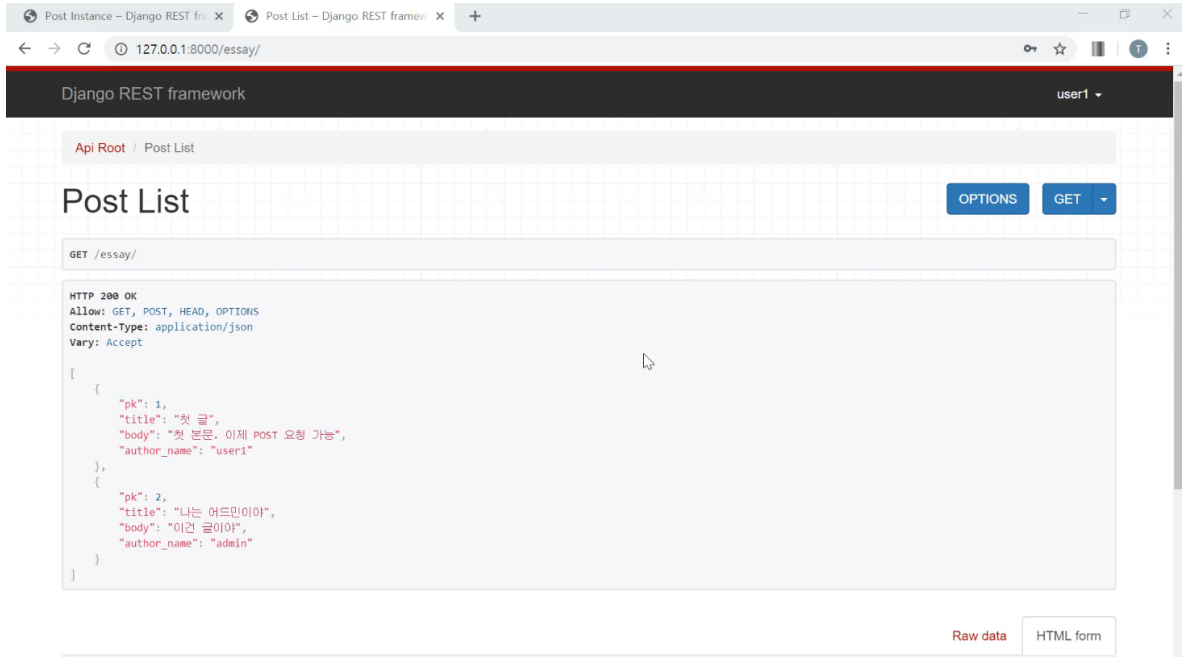 Post Instance – Django REST fra
Post List – Django REST framew
127.0.0.1:8000/essay/
T
Django REST framework
user1
Api Root / Post List
Post List
OPTIONS
GET
GET /essay/
HTTP 200 OK
Allow: GET, POST, HEAD, OPTIONS
Content-Type: application/json
Vary: Accept
[
{
"pk": 1,
"title": "첫 글",
"body": "첫 본문. 이제 POST 요청 가능",
"author_name": "user1"
},
{
"pk": 2,
"title": "나는 어드민이야",
"body": "이건 글이야",
"author_name": "admin"
}
]
Raw data
HTML form